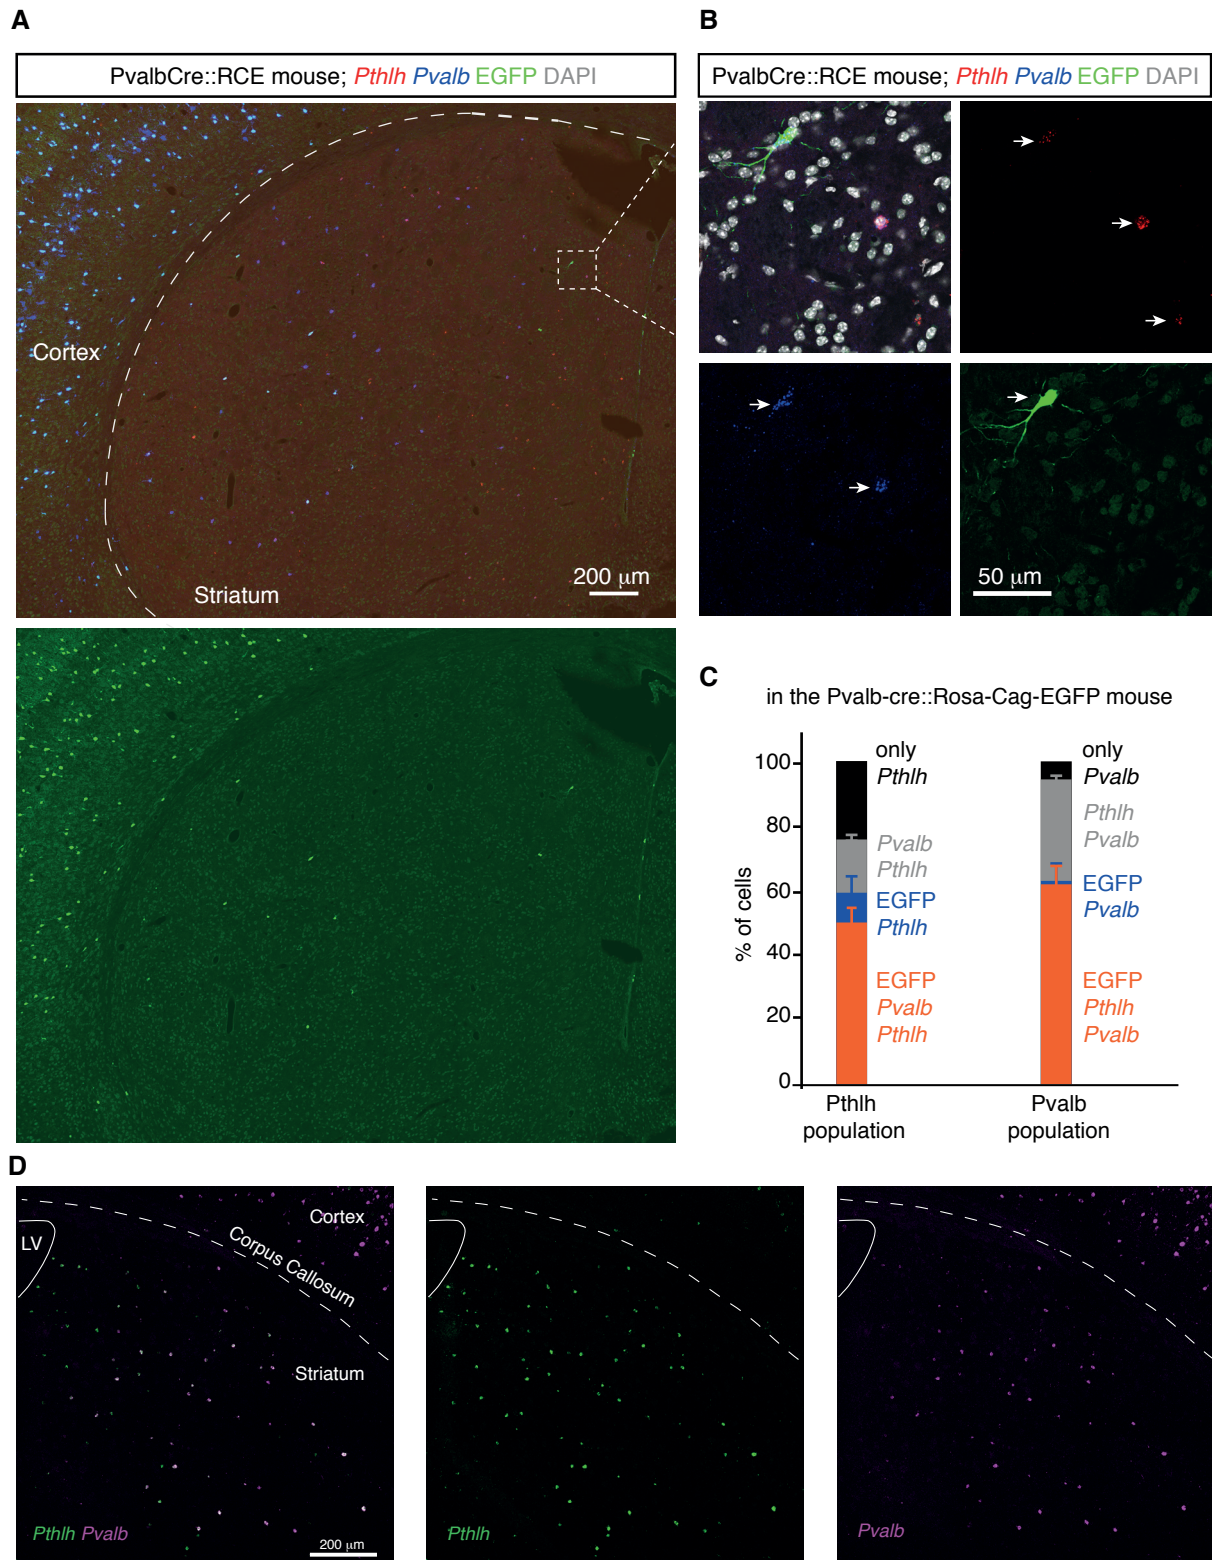 A
PvalbCre::RCE mouse; Pthlh Pvalb EGFP DAPI
Cortex
Striatum
200 μm
B
PvalbCre::RCE mouse; Pthlh Pvalb EGFP DAPI
50 μm
C
in the Pvalb-cre::Rosa-Cag-EGFP mouse
% of cells
100
80
60
40
20
0
only
Pthlh
Pvalb
Pthlh
EGFP
Pthlh
EGFP
Pvalb
Pthlh
only
Pvalb
Pthlh
Pvalb
EGFP
Pvalb
EGFP
Pthlh
Pvalb
Pthlh
population
Pvalb
population
D
LV
Cortex
Corpus Callosum
Striatum
Pthlh Pvalb
200 μm
Pthlh
Pvalb